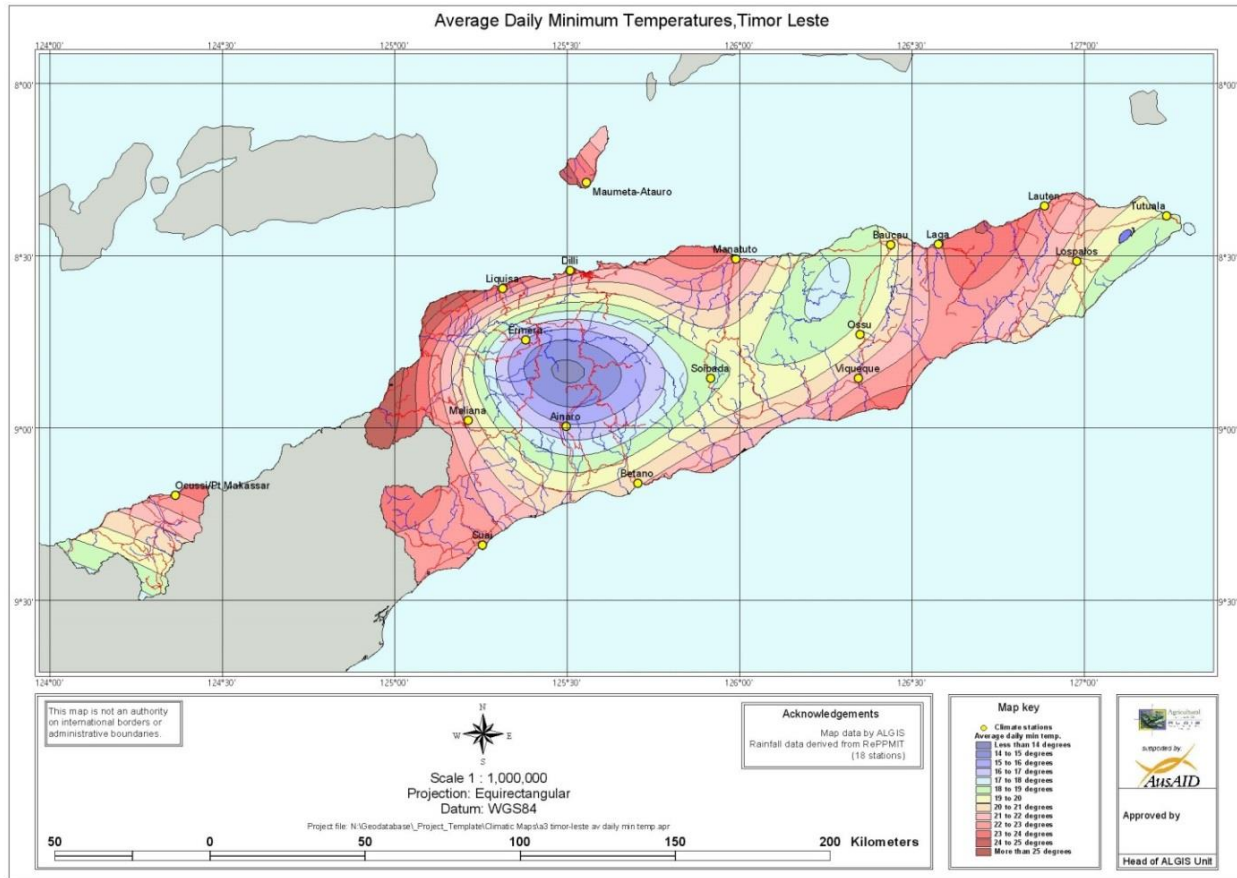 Average Daily Minimum Temperatures,Timor Leste
124°00' 124°30' 125°00' 125°30' 126°00' 126°30' 127°00'
8°00' 8°00'
Maumeta-Atauro
Lauten
Tutuala
8°30' 8°30'
Baucau
Laga
Manatuto
Dilli
Lospalos
Liquisa
Ermera
Ossu
Soibada
Viqueque
Maliana
Ainaro
9°00' 9°00'
Betano
Ocussi/Pt Makassar
Suai
9°30' 9°30'
124°00' 124°30' 125°00' 125°30' 126°00' 126°30' 127°00'
This map is not an authority
on international borders or
administrative boundaries.
N
W E
S
Scale 1 : 1,000,000
Projection: Equirectangular
Datum: WGS84
Project file: N:\Geodatabase\_Project_Template\Climatic Maps\a3 timor-leste av daily min temp.apr
50 0 50 100 150 200 Kilometers
Acknowledgements
Map data by ALGIS
Rainfall data derived from RePPMIT
(18 stations)
Map key
Climate stations
Average daily min temp.
Less than 14 degrees
14 to 15 degrees
15 to 16 degrees
16 to 17 degrees
17 to 18 degrees
18 to 19 degrees
19 to 20
20 to 21 degrees
21 to 22 degrees
22 to 23 degrees
23 to 24 degrees
24 to 25 degrees
More than 25 degrees
Agricultural
supported by:
AusAID
Approved by
Head of ALGIS Unit